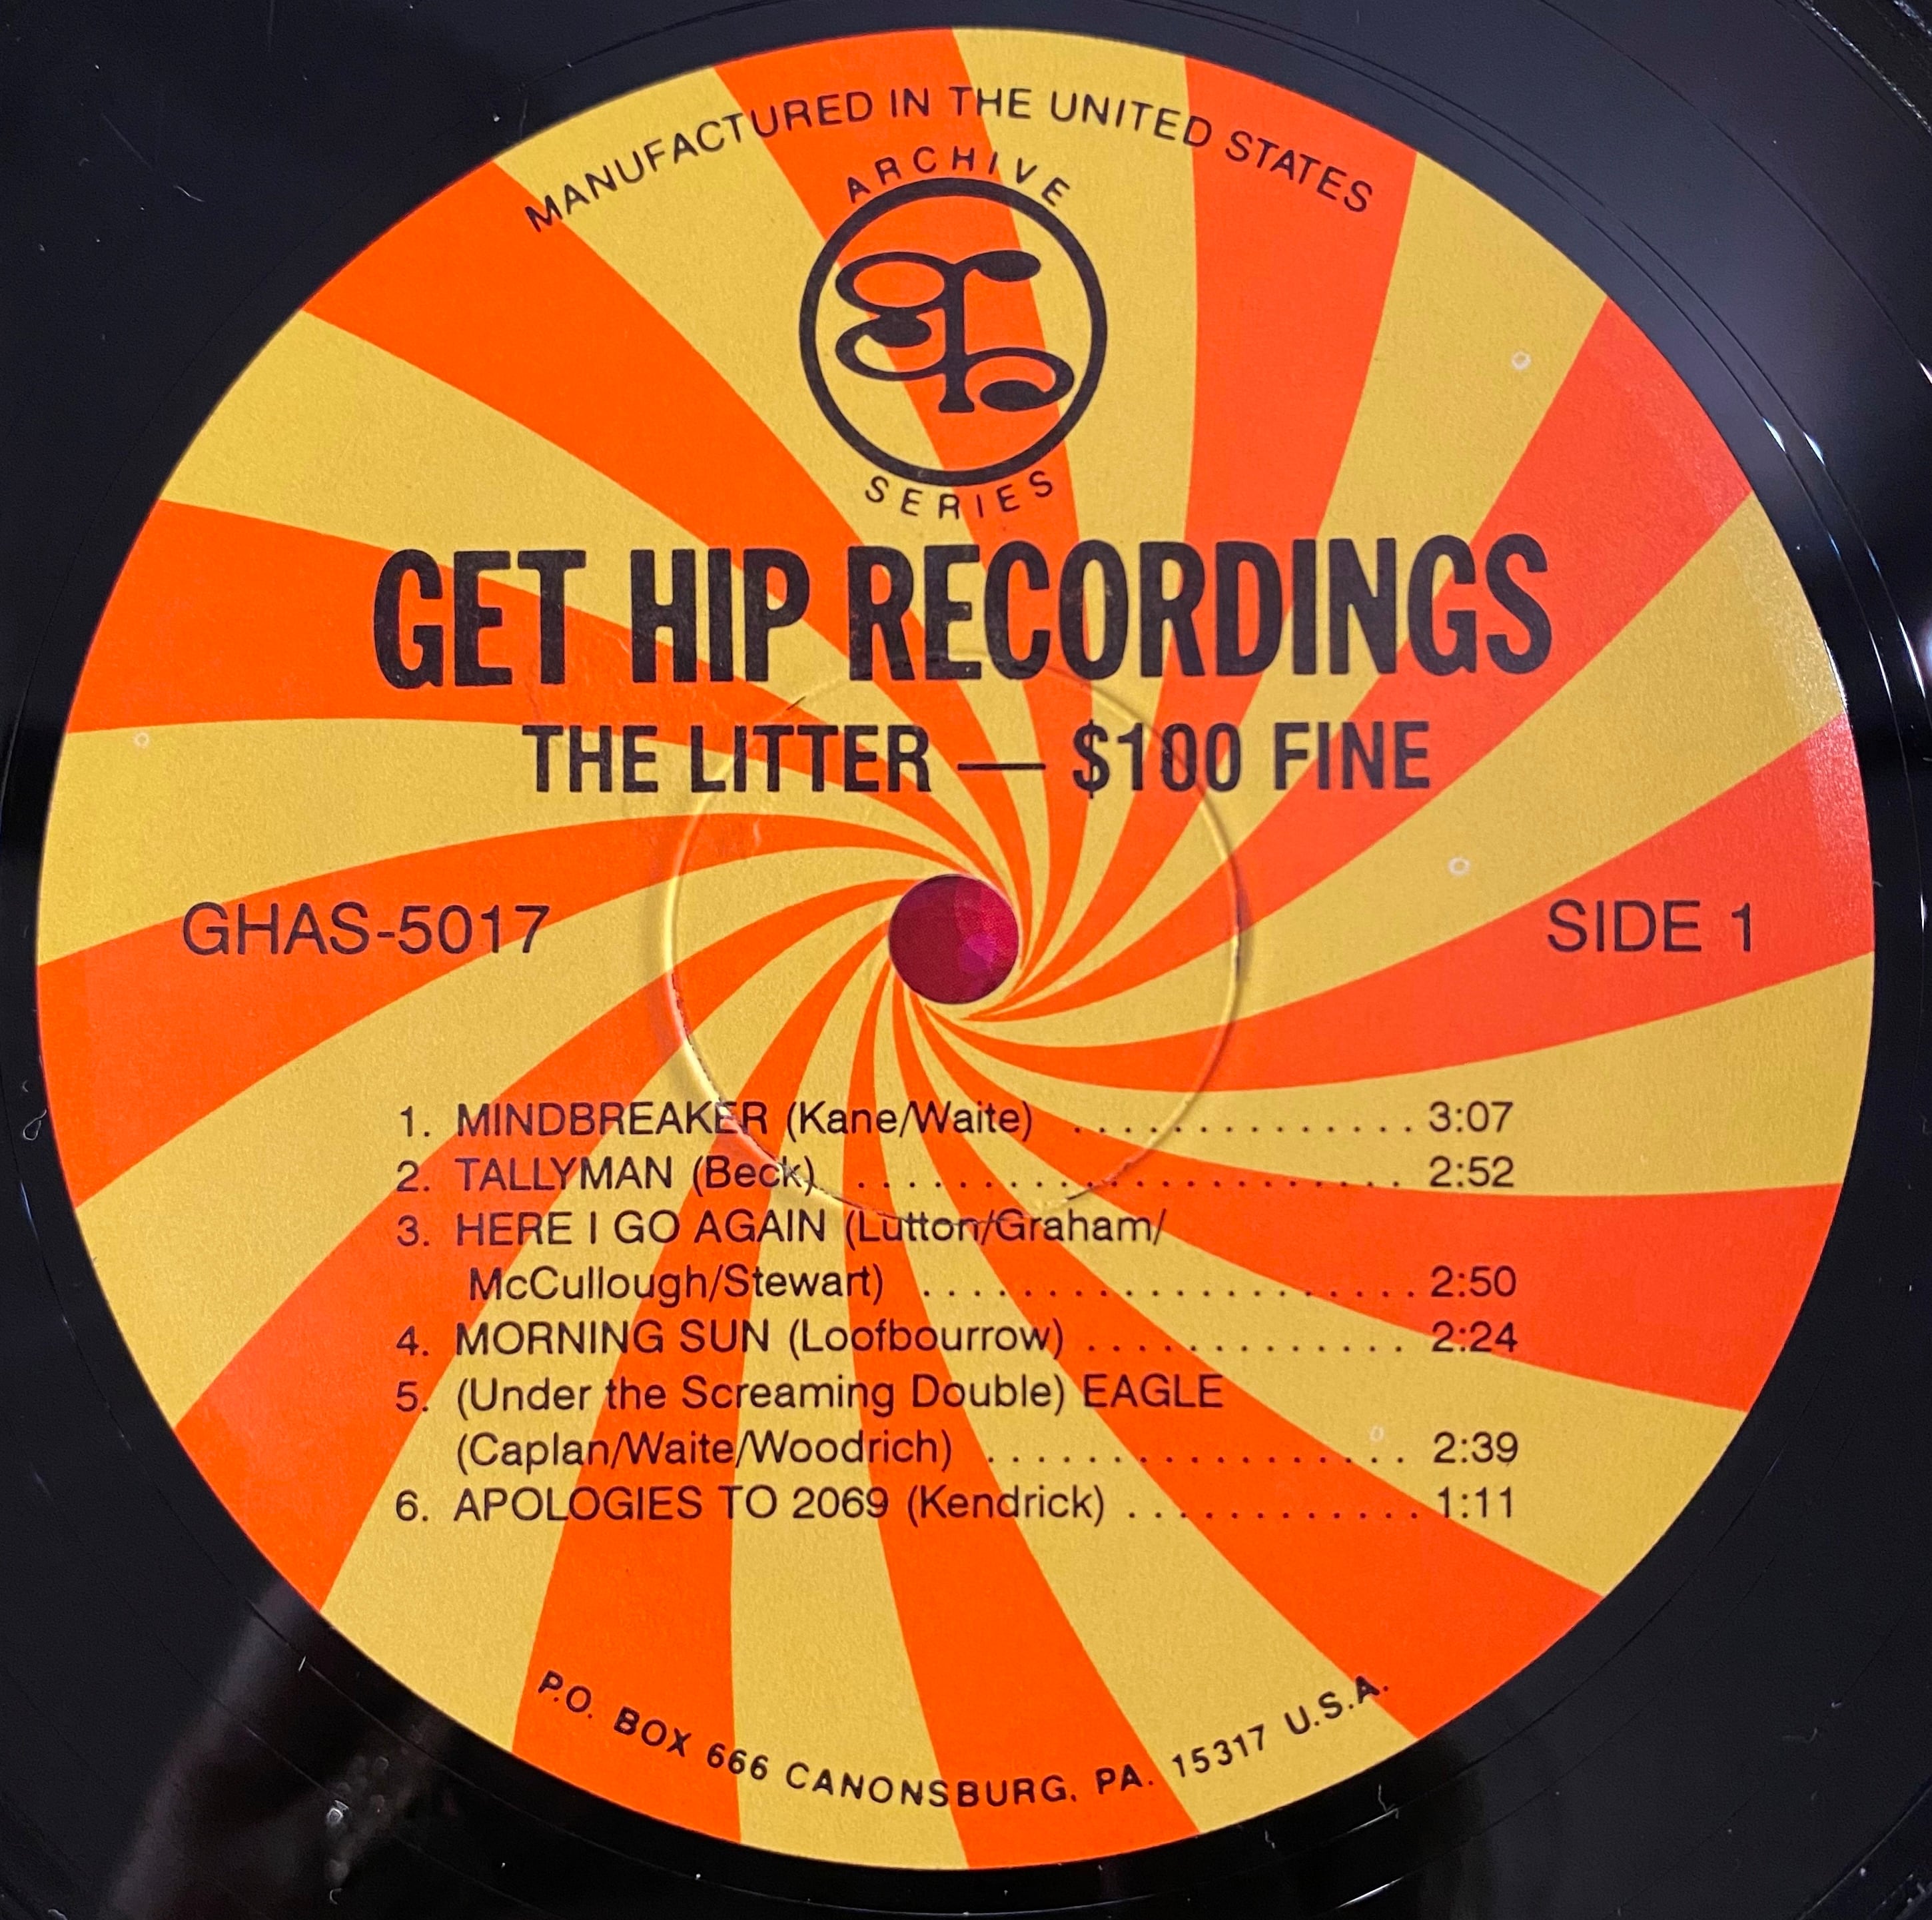 MANUFACTURED IN THE UNITED STATES
ARCHIVE
SERIES
GET HIP RECORDINGS
THE LITTER — $100 FINE
GHAS-5017
SIDE 1
1. MINDBREAKER (Kane/Waite) .............. 3:07
2. TALLYMAN (Beck) ....................... 2:52
3. HERE I GO AGAIN (Lutton/Graham/
McCullough/Stewart) .................... 2:50
4. MORNING SUN (Loofbourrow) ............. 2:24
5. (Under the Screaming Double) EAGLE
(Caplan/Waite/Woodrich) .................. 2:39
6. APOLOGIES TO 2069 (Kendrick) ............ 1:11
P.O. BOX 666 CANONSBURG, PA. 15317 U.S.A.